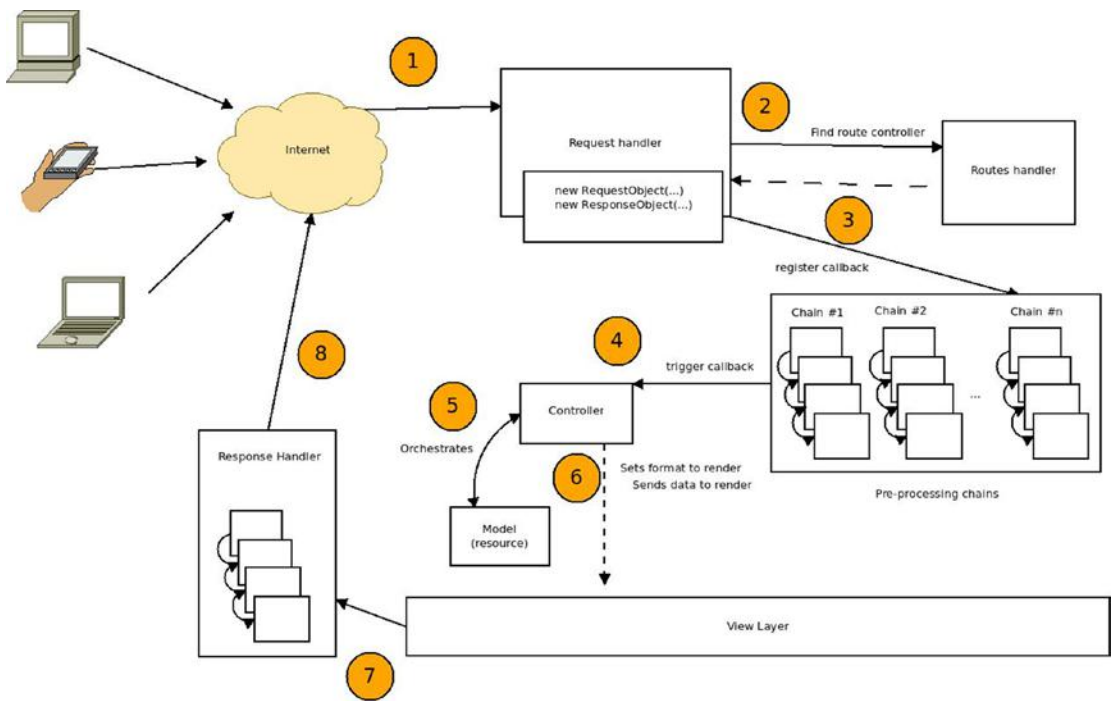 1
Internet
Request handler
new RequestObject(...)
new ResponseObject(...)
2
Find route controller
Routes handler
3
register callback
Chain #1
Chain #2
Chain #n
...
Pre-processing chains
4
trigger callback
Controller
5
Orchestrates
Model
(resource)
6
Sets format to render
Sends data to render
View Layer
7
Response Handler
8